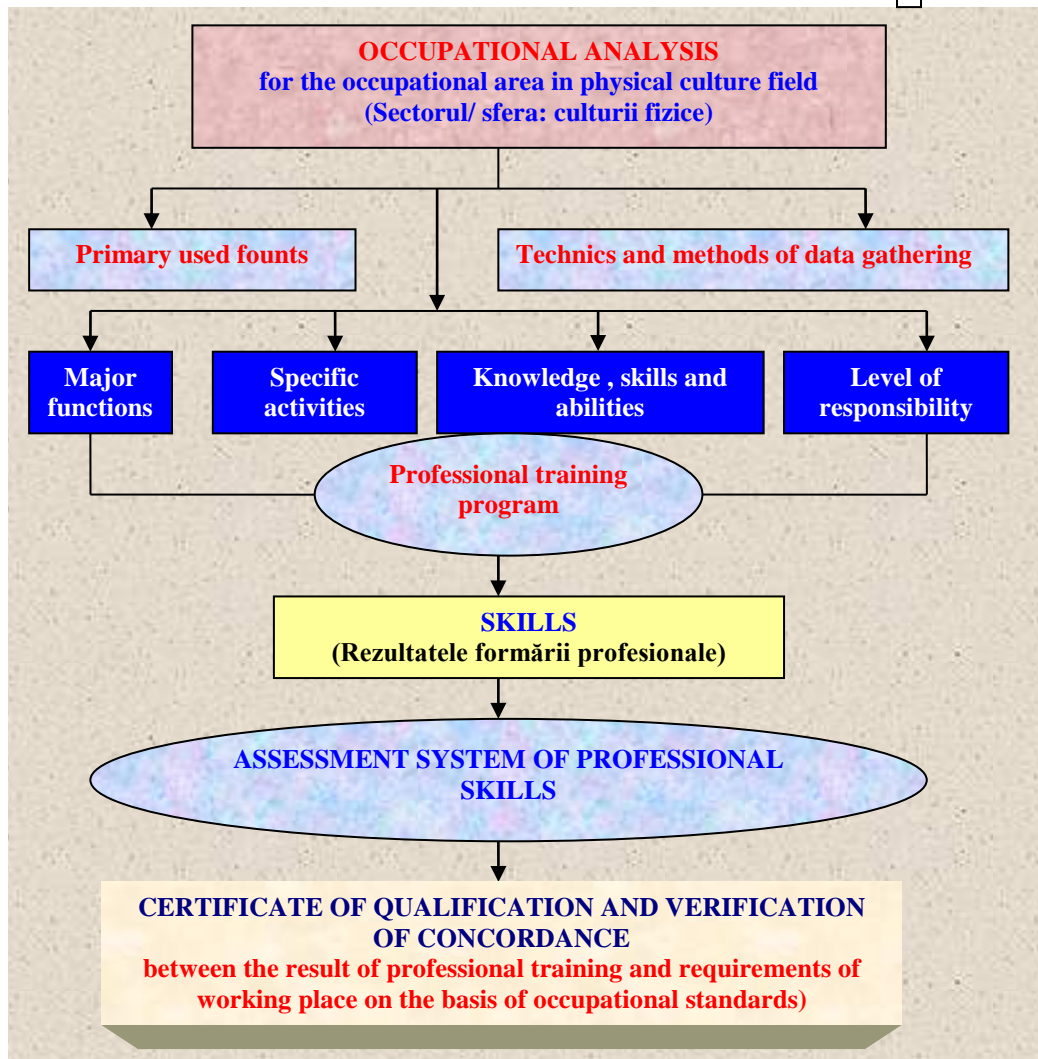 OCCUPATIONAL ANALYSIS
for the occupational area in physical culture field
(Sectorul/ sfera: culturii fizice)
Primary used founts
Technics and methods of data gathering
Major
functions
Specific
activities
Knowledge , skills and
abilities
Level of
responsibility
Professional training
program
SKILLS
(Rezultatele formării profesionale)
ASSESSMENT SYSTEM OF PROFESSIONAL
SKILLS
CERTIFICATE OF QUALIFICATION AND VERIFICATION
OF CONCORDANCE
between the result of professional training and requirements of
working place on the basis of occupational standards)